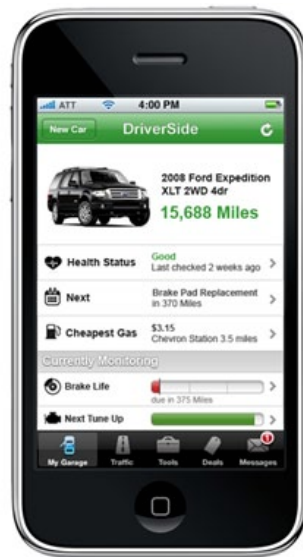 ATT 4:00 PM
New Car DriverSide
2008 Ford Expedition
XLT 2WD 4dr
15,688 Miles
Health Status Good
Last checked 2 weeks ago
Next Brake Pad Replacement
in 370 Miles
Cheapest Gas $3.15
Chevron Station 3.5 miles
Currently Monitoring
Brake Life
due in 375 Miles
Next Tune Up
My Garage Traffic Tools Deals Messages
1